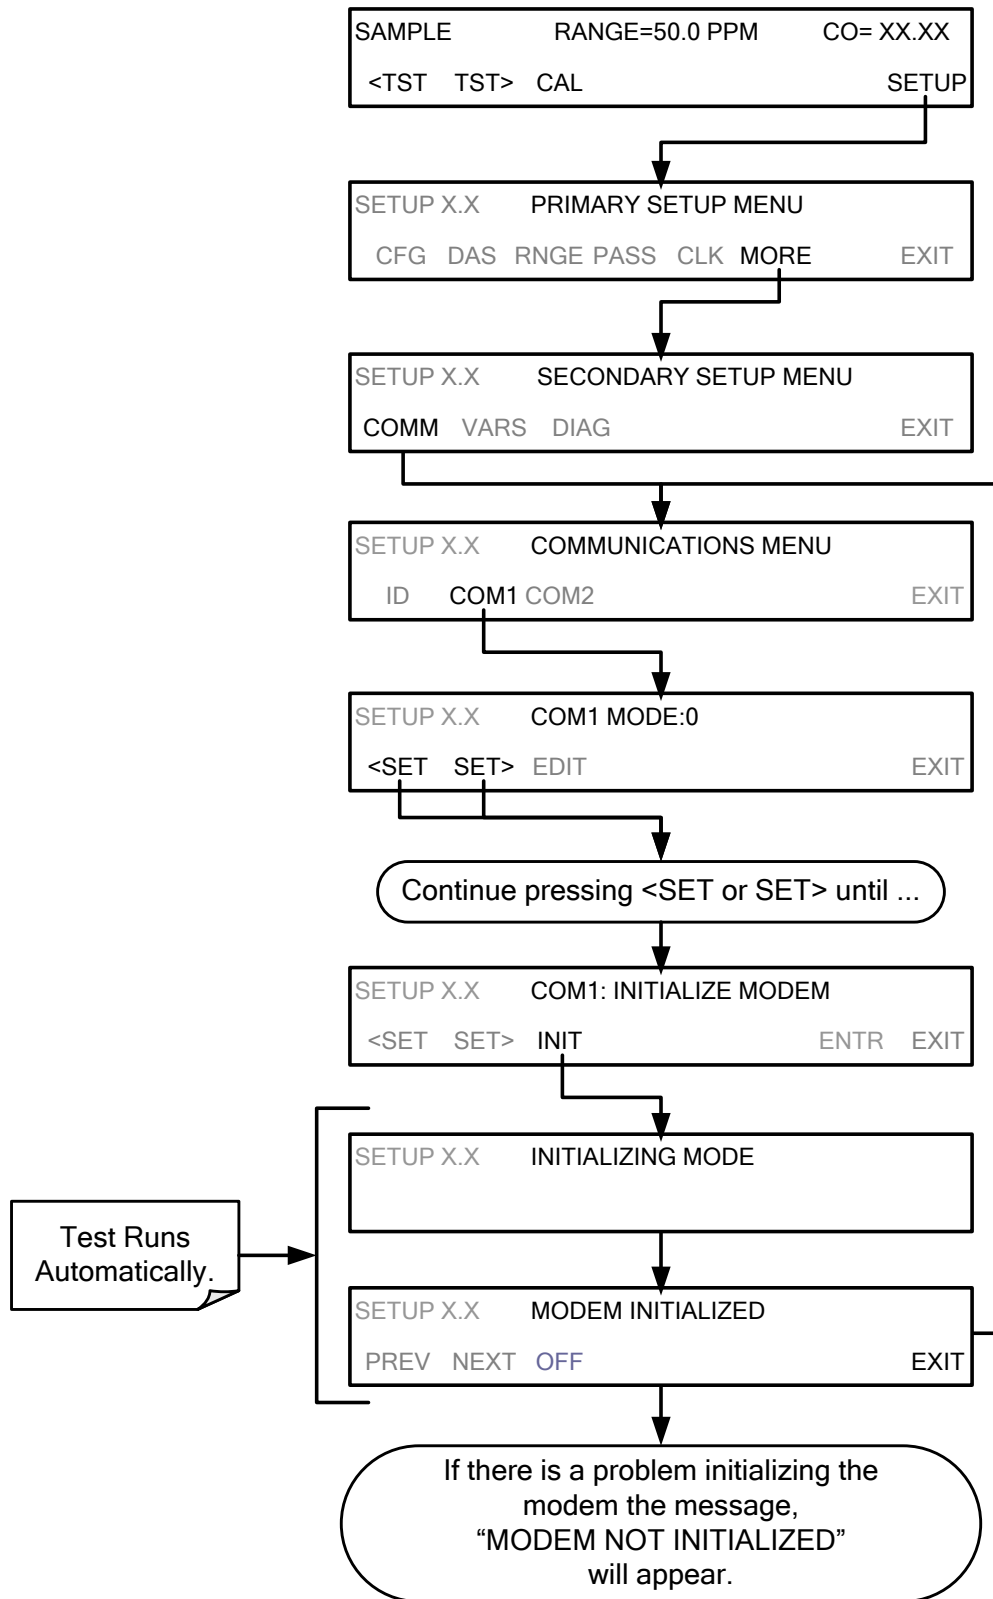 SAMPLE RANGE=50.0 PPM CO= XX.XX
<TST TST> CAL SETUP
SETUP X.X PRIMARY SETUP MENU
CFG DAS RNGE PASS CLK MORE EXIT
SETUP X.X SECONDARY SETUP MENU
COMM VARS DIAG EXIT
SETUP X.X COMMUNICATIONS MENU
ID COM1 COM2 EXIT
SETUP X.X COM1 MODE:0
<SET SET> EDIT EXIT
Continue pressing <SET or SET> until ...
SETUP X.X COM1: INITIALIZE MODEM
<SET SET> INIT ENTR EXIT
SETUP X.X INITIALIZING MODE
Test Runs
Automatically.
SETUP X.X MODEM INITIALIZED
PREV NEXT OFF EXIT
If there is a problem initializing the
modem the message,
“MODEM NOT INITIALIZED”
will appear.